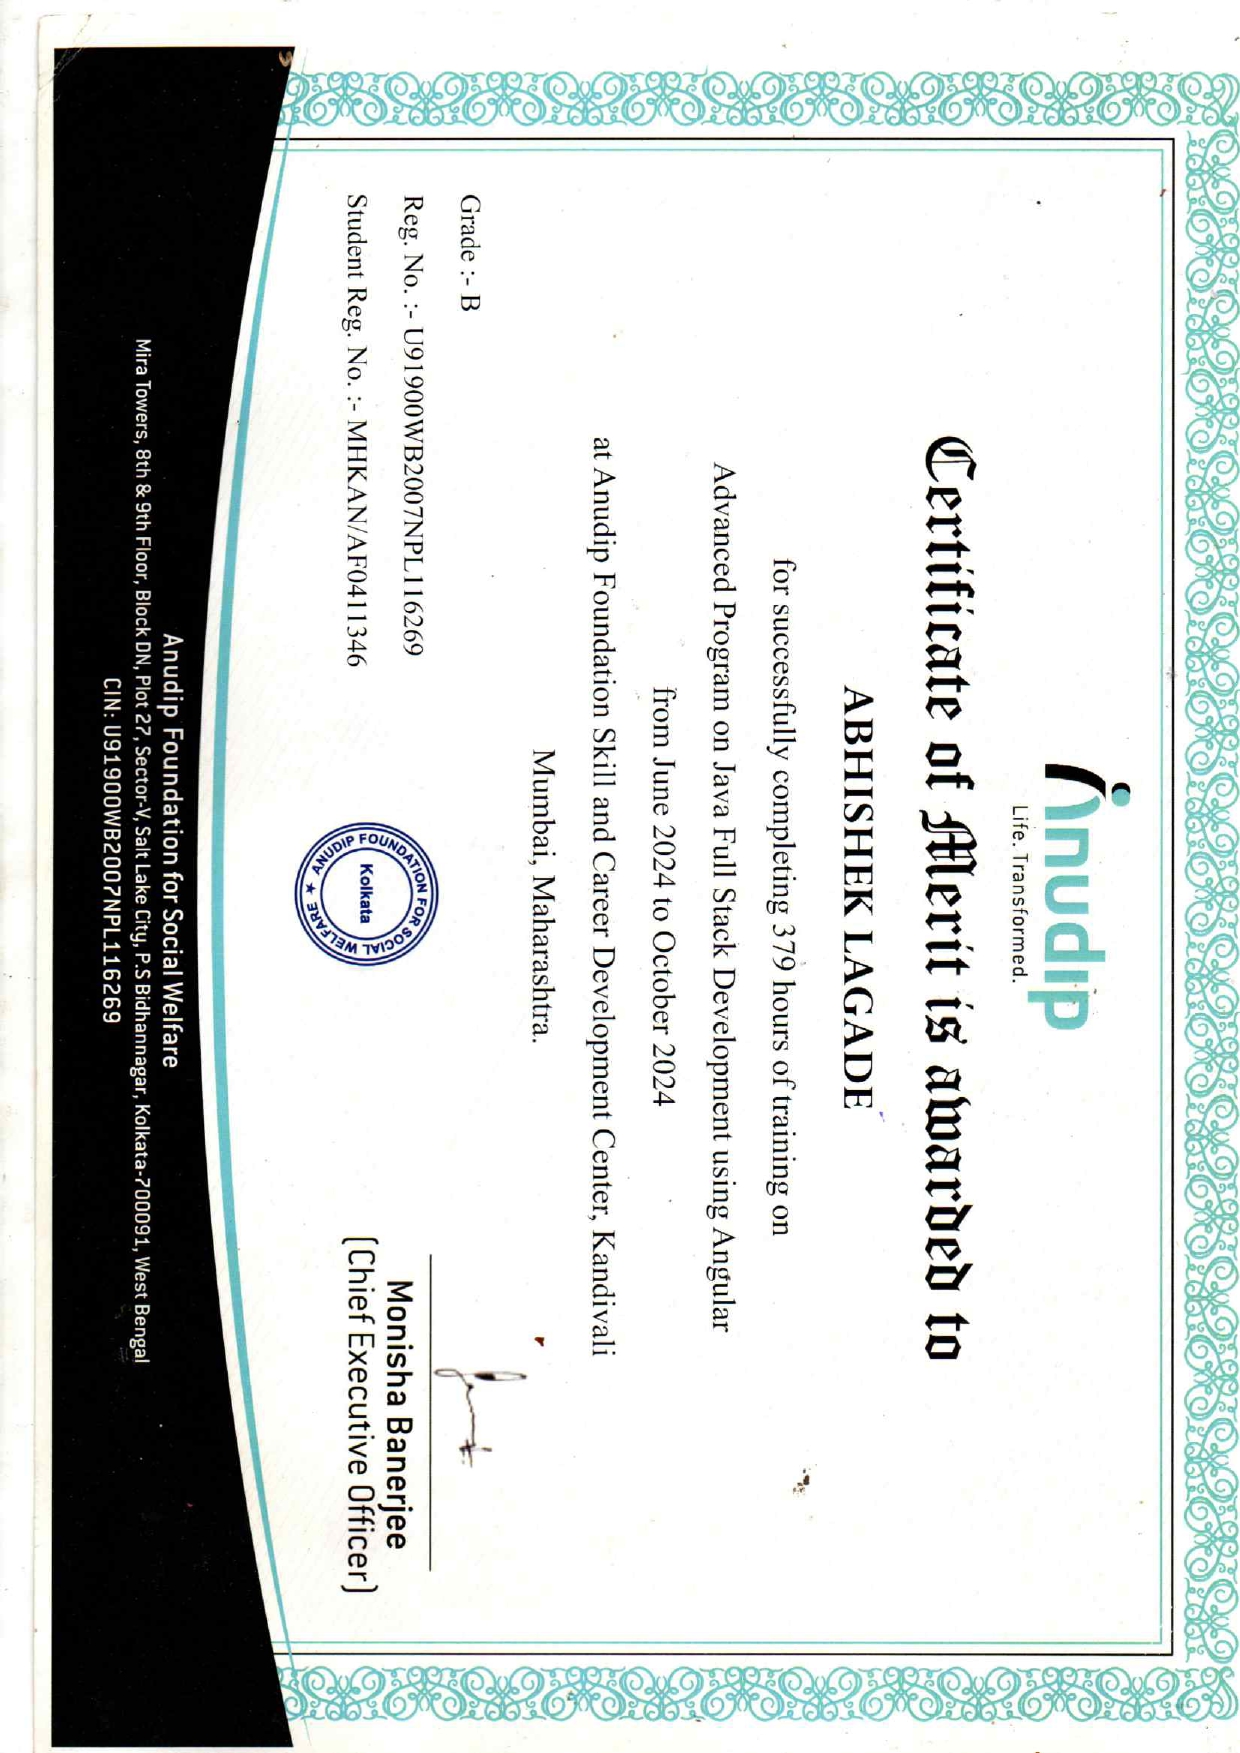 Anudip
Life. Transformed.
Certificate of Merit is awarded to
ABHISHEK LAGADE
for successfully completing 379 hours of training on
Advanced Program on Java Full Stack Development using Angular
from June 2024 to October 2024
at Anudip Foundation Skill and Career Development Center, Kandivali
Mumbai, Maharashtra.
Grade :- B
Reg. No. :- U91900WB2007NPL116269
Student Reg. No. :- MHKAN/AF0411346
ANUDIP FOUNDATION FOR SOCIAL WELFARE
Kolkata
Monisha Banerjee
(Chief Executive Officer)
Anudip Foundation for Social Welfare
Mira Towers, 8th & 9th Floor, Block DN, Plot 27, Sector-V, Salt Lake City, P.S Bidhannagar, Kolkata-700091, West Bengal
CIN: U91900WB2007NPL116269